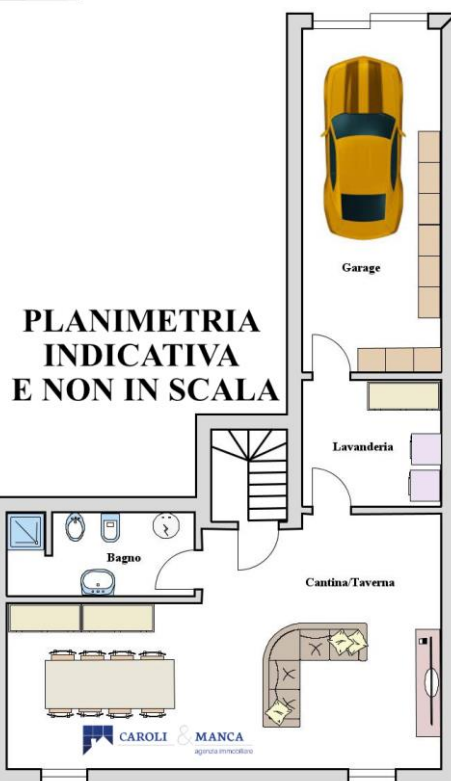 Garage
PLANIMETRIA
INDICATIVA
E NON IN SCALA
Lavanderia
Bagno
Cantina/Taverna
CAROLI & MANCA
agenzia immobiliare